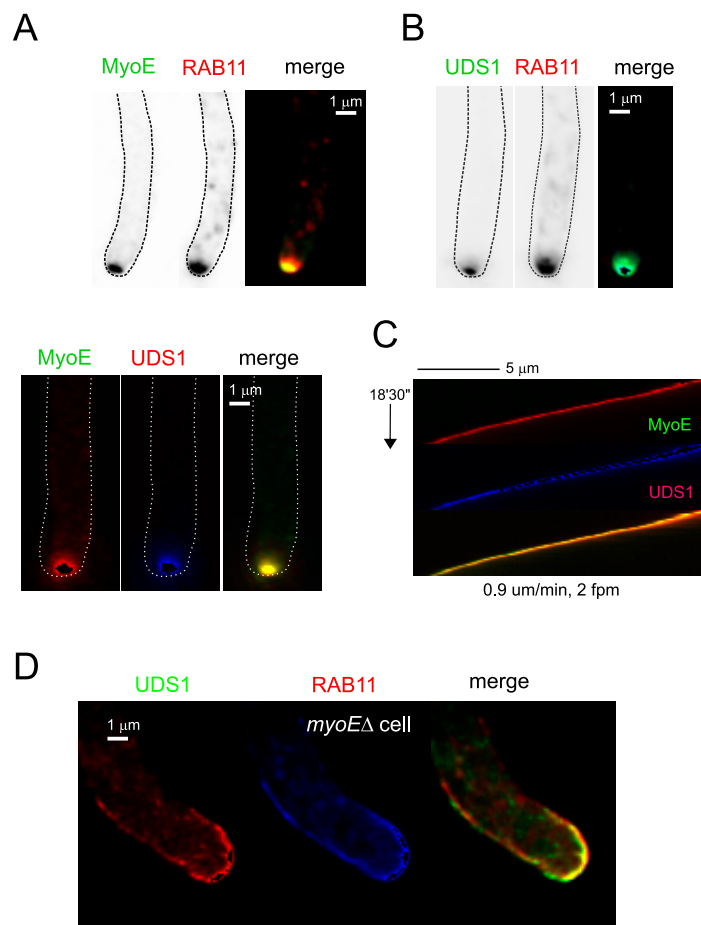 A
MyoE RAB11 merge
1 μm
B
UDS1 RAB11 merge
1 μm
MyoE UDS1 merge
1 μm
C
5 μm
18'30"
MyoE
UDS1
0.9 um/min, 2 fpm
D
UDS1 RAB11 merge
1 μm
myoEΔ cell